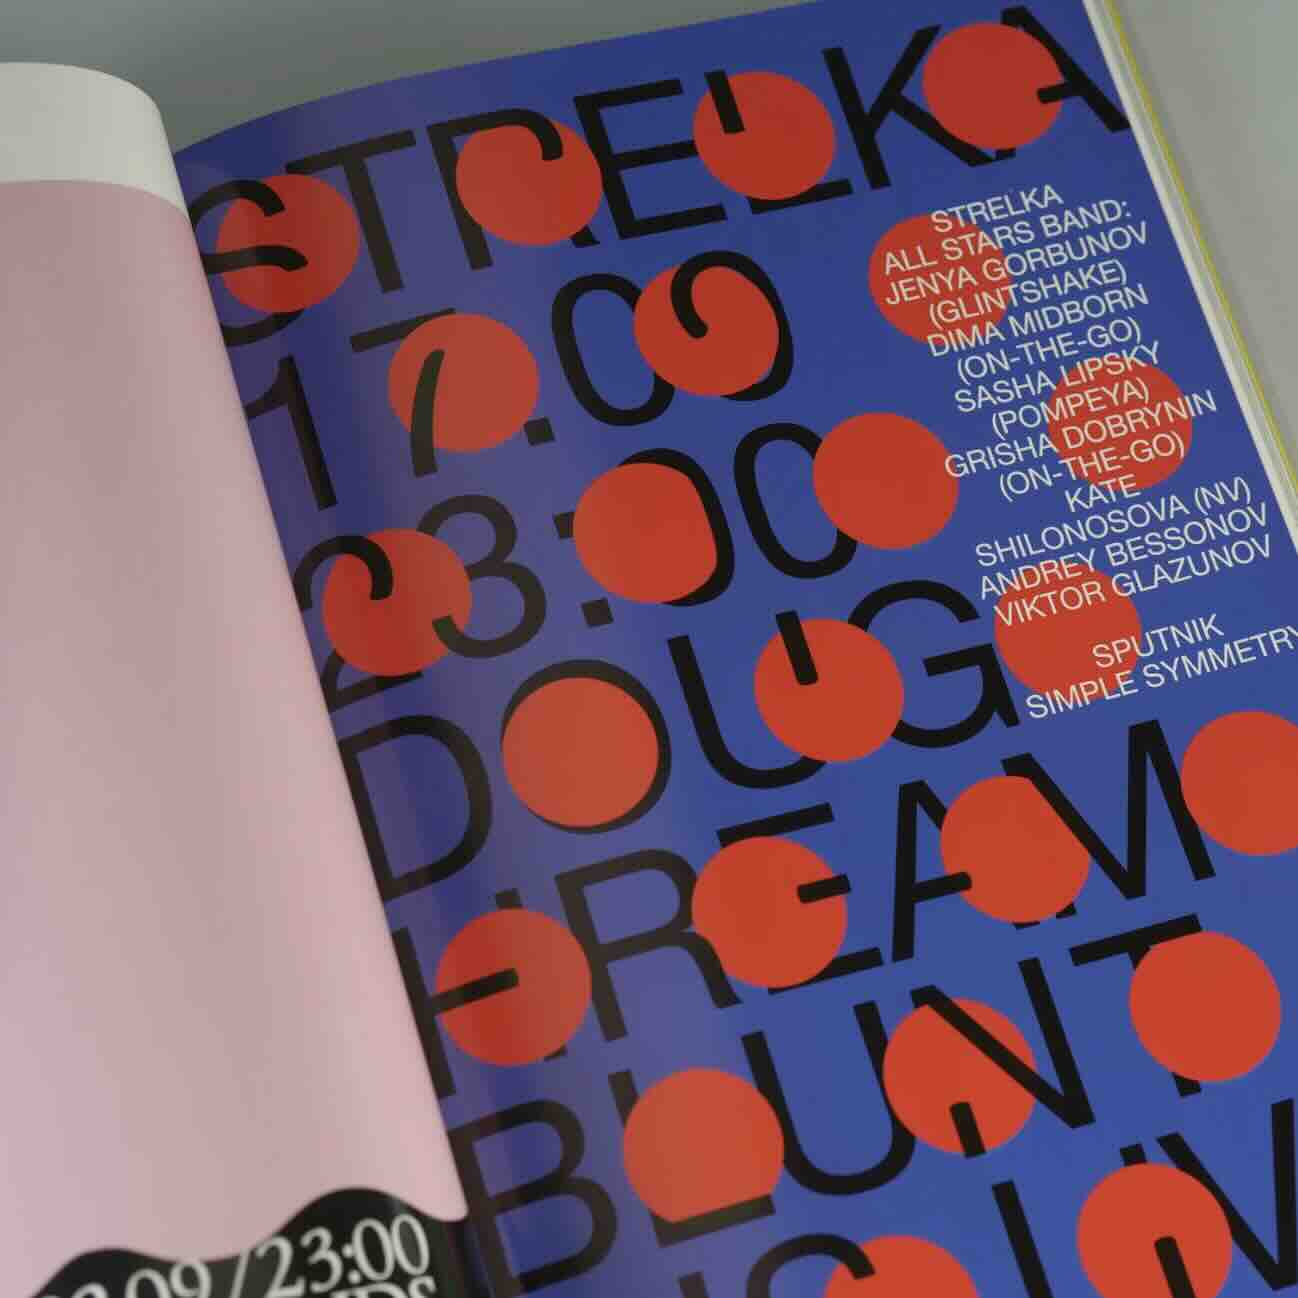 STRELKA
17.09
23:00
DOUG
HREAM
BLUNT
STRELKA
ALL STARS BAND:
JENYA GORBUNOV
(GLINTSHAKE)
DIMA MIDBORN
(ON-THE-GO)
SASHA LIPSKY
(POMPEYA)
GRISHA DOBRYNIN
(ON-THE-GO)
KATE
SHILONOSOVA (NV)
ANDREY BESSONOV
VIKTOR GLAZUNOV
SPUTNIK
SIMPLE SYMMETRY
09 /23:00